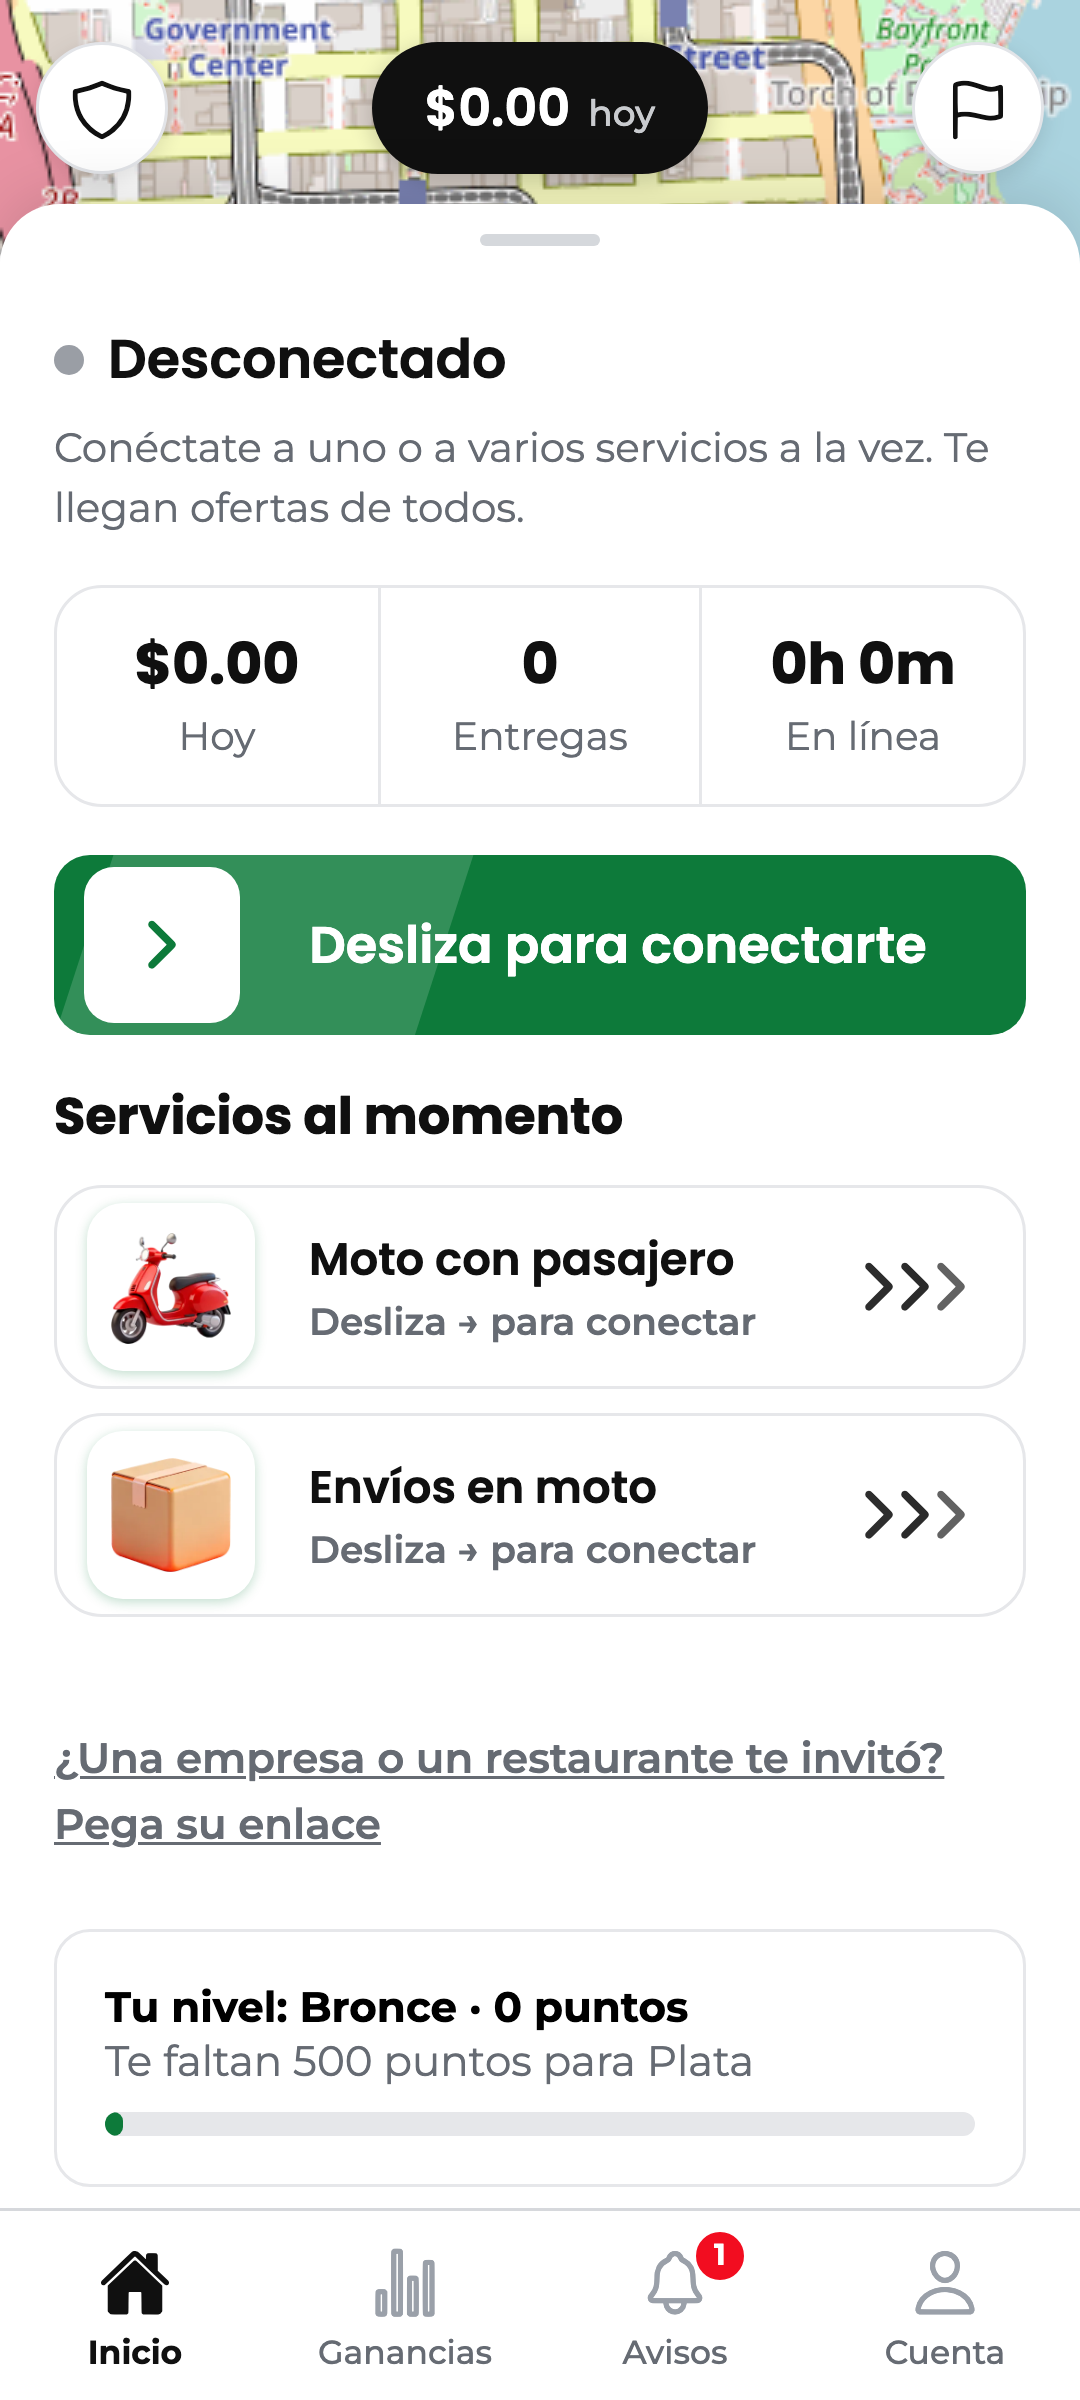 Government
Center
Street
Bayfront
$0.00 hoy
Torch of
Desconectado
Conéctate a uno o a varios servicios a la vez. Te
llegan ofertas de todos.
$0.00
Hoy
0
Entregas
0h 0m
En línea
Desliza para conectarte
Servicios al momento
Moto con pasajero
Desliza → para conectar
Envíos en moto
Desliza → para conectar
¿Una empresa o un restaurante te invitó?
Pega su enlace
Tu nivel: Bronce · 0 puntos
Te faltan 500 puntos para Plata
Inicio
Ganancias
1
Avisos
Cuenta